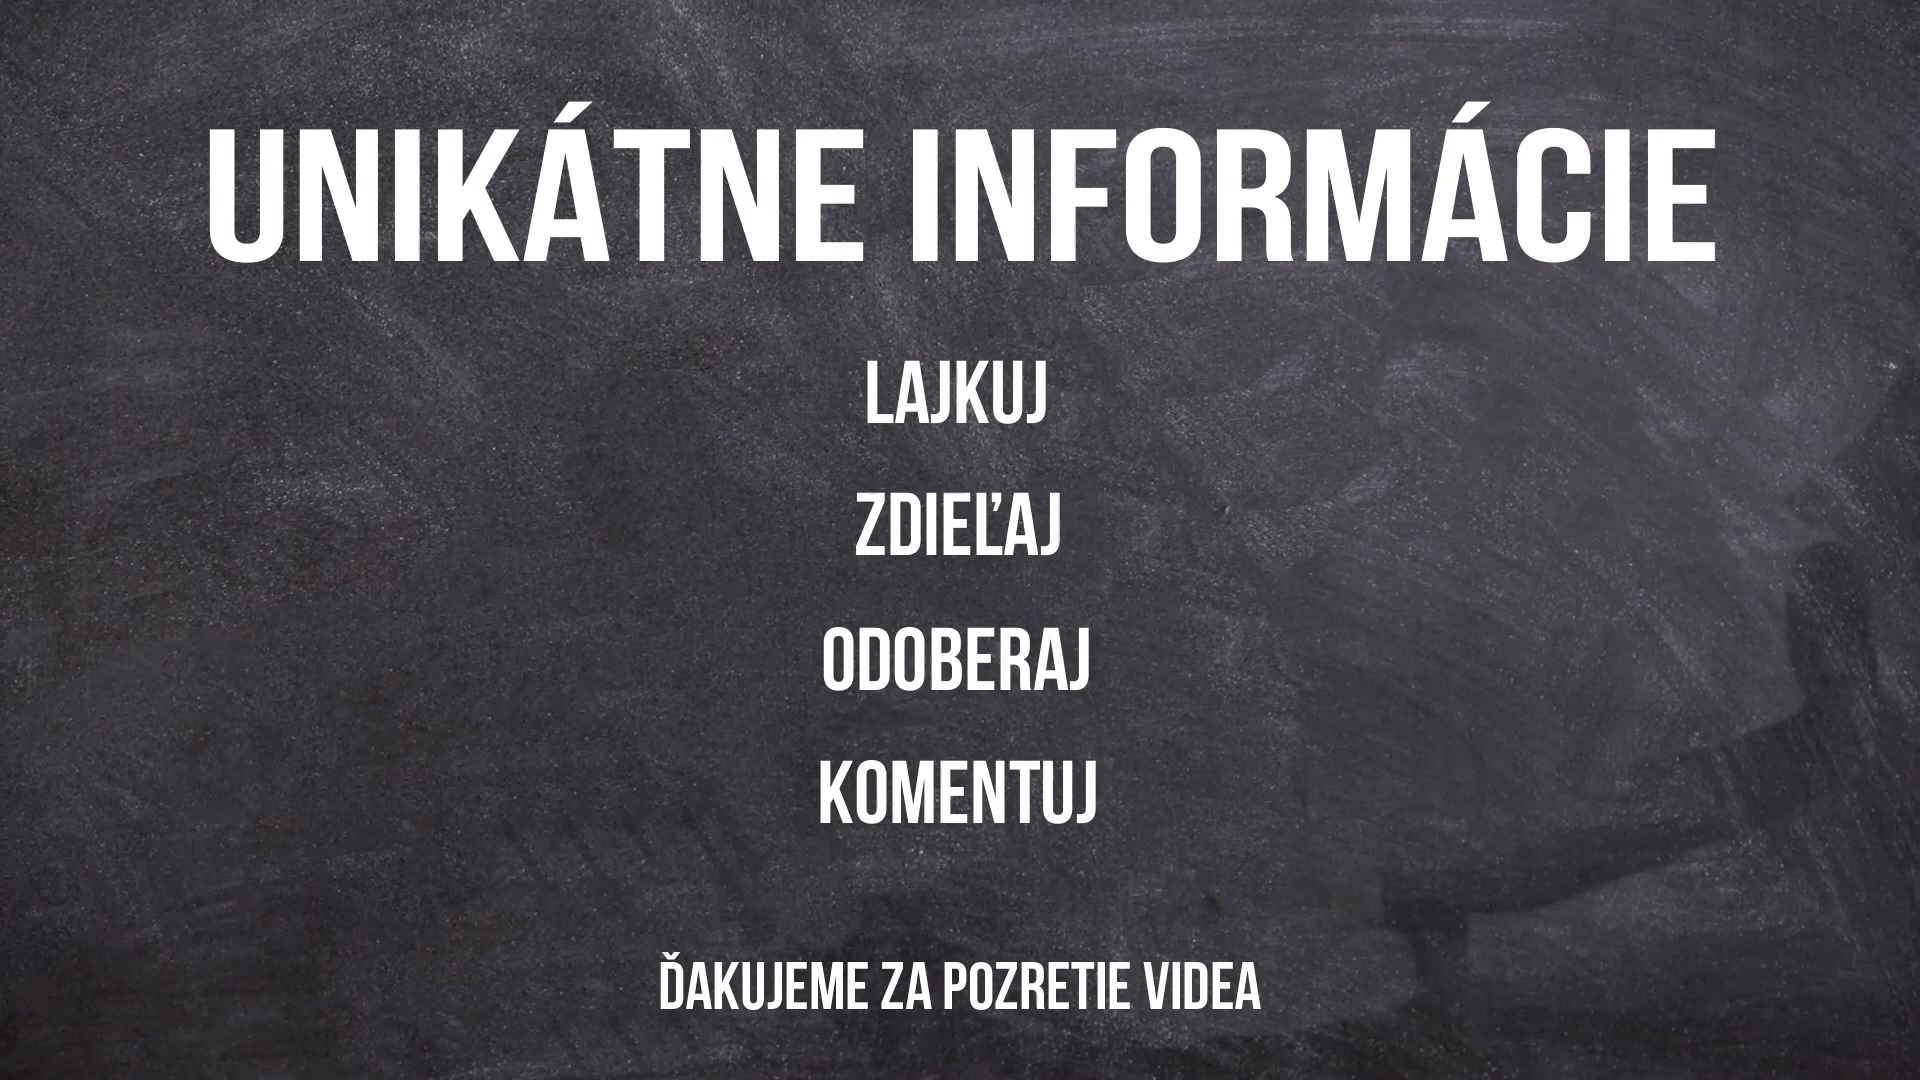 UNIKÁTNE INFORMÁCIE
LAJKUJ
ZDIEĽAJ
ODOBERAJ
KOMENTUJ
ĎAKUJEME ZA POZRETIE VIDEA